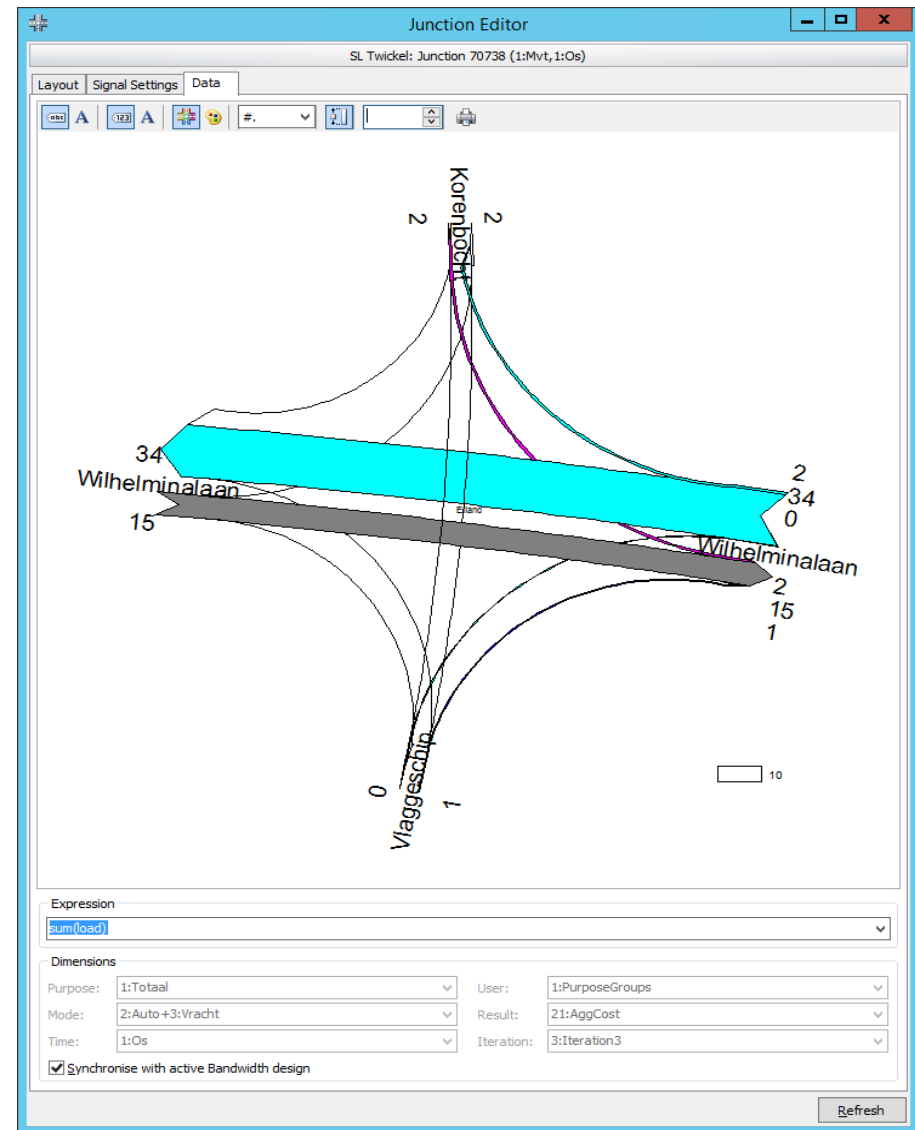 Junction Editor
SL Twickel: Junction 70738 (1:Mvt,1:Os)
Layout Signal Settings Data
abc A 123 A #.
Korenbocht
2 2
34
Wilhelminalaan
15
2
34
0
Wilhelminalaan
2
15
1
0
Vlaggeschip
1
10
Expression
sum(load)
Dimensions
Purpose: 1:Totaal User: 1:PurposeGroups
Mode: 2:Auto+3:Vracht Result: 21:AggCost
Time: 1:Os Iteration: 3:Iteration3
Synchronise with active Bandwidth design
Refresh